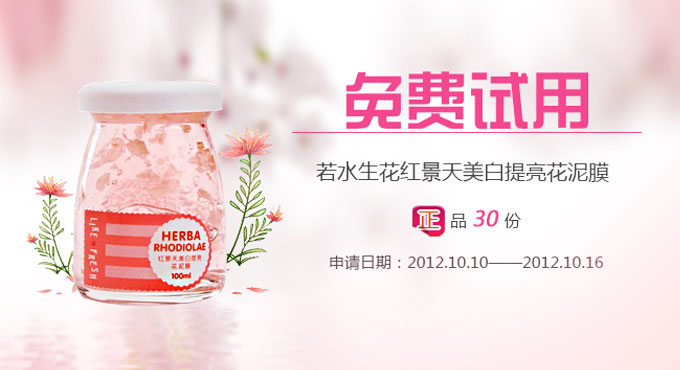 免费试用
若水生花红景天美白提亮花泥膜
正品 30 份
申请日期：2012.10.10——2012.10.16
LIKE FRESH
HERBA
RHODIOLAE
红景天美白提亮
花泥膜
100ml